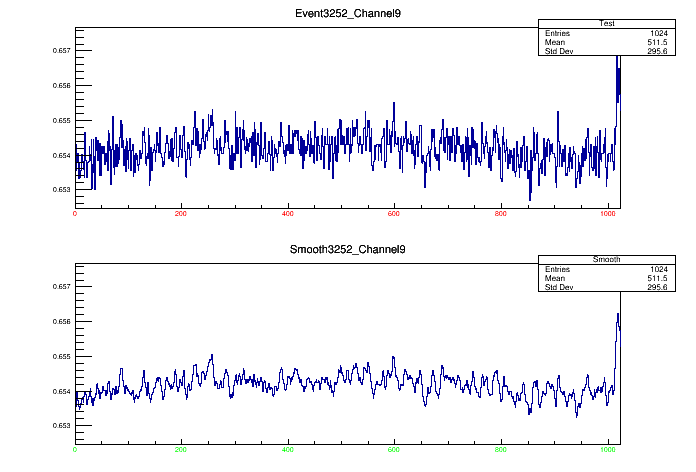 Event3252_Channel9
Test
Entries 1024
Mean 511.5
Std Dev 295.6
0.657
0.656
0.655
0.654
0.653
0 200 400 600 800 1000
Smooth3252_Channel9
Smooth
Entries 1024
Mean 511.5
Std Dev 295.6
0.657
0.656
0.655
0.654
0.653
0 200 400 600 800 1000